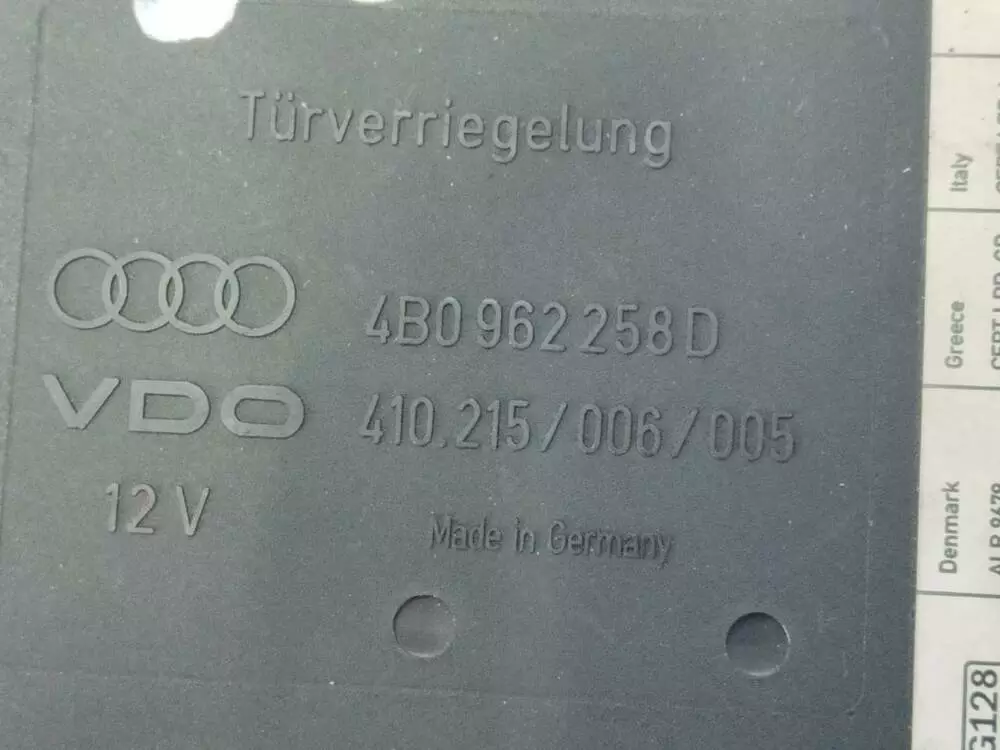 Türverriegelung
4B0 962 258 D
VDO 410.215/006/005
12 V
Made in Germany
Italy
Greece
Denmark
G128